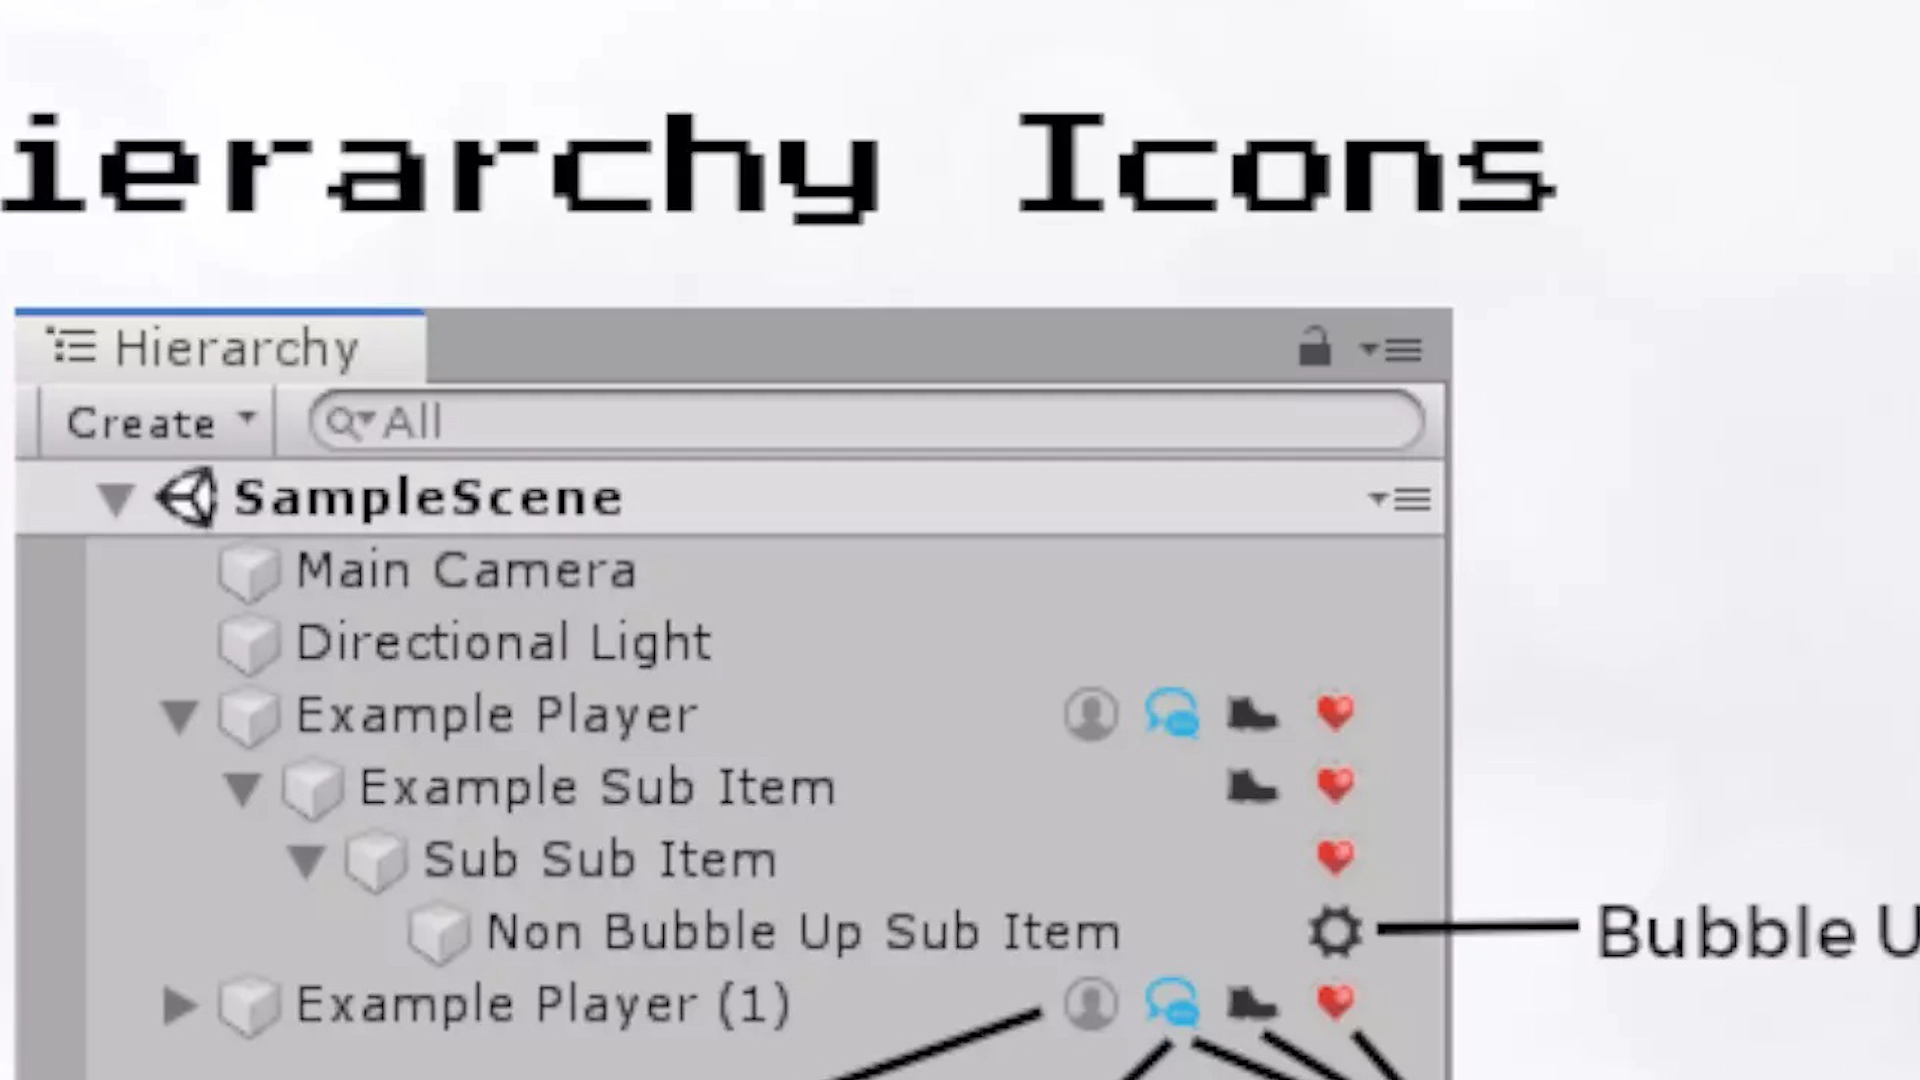 ierarchy Icons
Hierarchy
Create
All
SampleScene
Main Camera
Directional Light
Example Player
Example Sub Item
Sub Sub Item
Non Bubble Up Sub Item
Bubble U
Example Player (1)